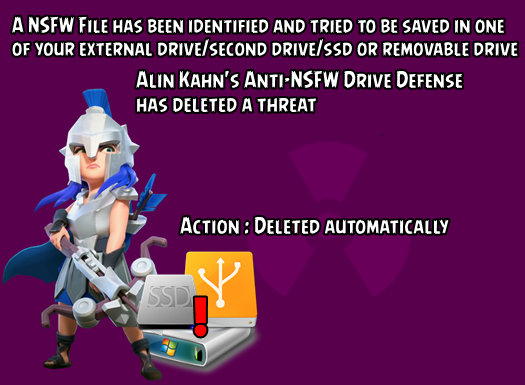 A NSFW File has been identified and tried to be saved in one
of your external drive/second drive/ssd or removable drive
Alin Kahn's Anti-NSFW Drive Defense
has deleted a threat
Action : Deleted automatically
SSD
!